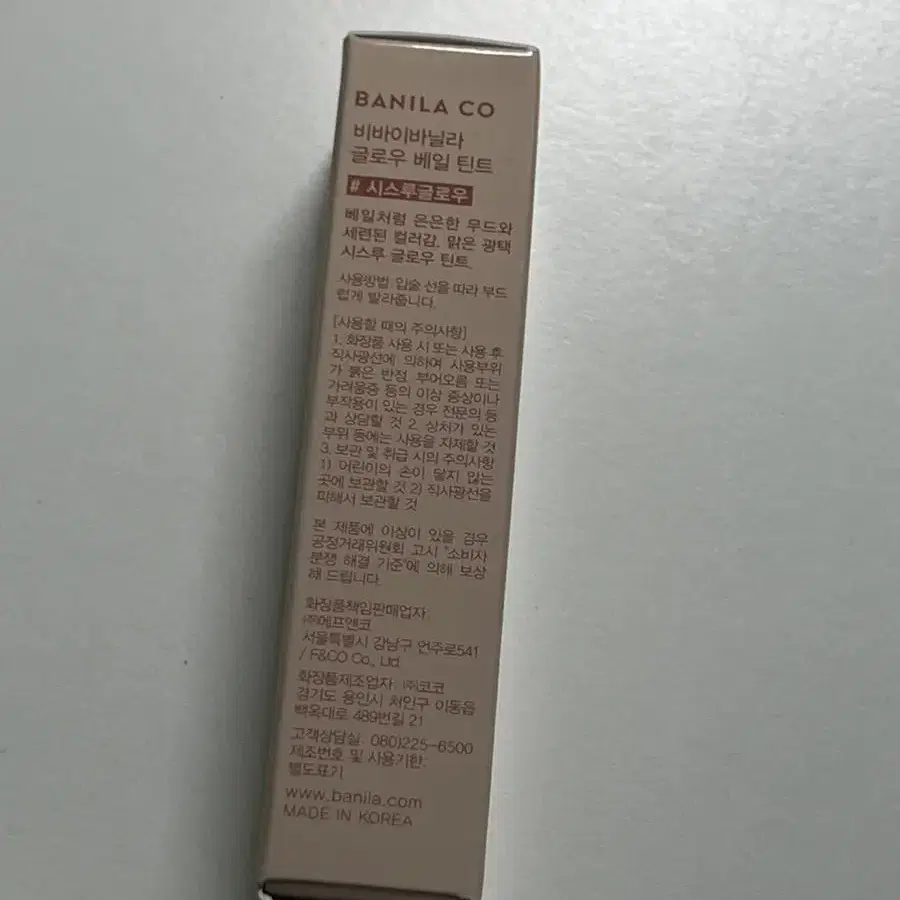 BANILA CO
비바이바닐라
글로우 베일 틴트
# 시스루글로우
베일처럼 은은한 무드와
세련된 컬러감, 맑은 광택
시스루 글로우 틴트.
사용방법: 입술 선을 따라 부드
럽게 발라줍니다.
[사용할 때의 주의사항]
1. 화장품 사용 시 또는 사용 후
직사광선에 의하여 사용부위
가 붉은 반점, 부어오름 또는
가려움증 등의 이상 증상이나
부작용이 있는 경우 전문의 등
과 상담할 것 2. 상처가 있는
부위 등에는 사용을 자제할 것
3. 보관 및 취급 시의 주의사항
1) 어린이의 손이 닿지 않는
곳에 보관할 것 2) 직사광선을
피해서 보관할 것
본 제품에 이상이 있을 경우
공정거래위원회 고시 "소비자
분쟁 해결 기준"에 의해 보상
해 드립니다.
화장품책임판매업자:
㈜에프앤코
서울특별시 강남구 언주로541
/ F&CO Co., Ltd.
화장품제조업자: ㈜코코
경기도 용인시 처인구 이동읍
백옥대로 489번길 21
고객상담실: 080)225-6500
제조번호 및 사용기한:
별도표기
www.banila.com
MADE IN KOREA